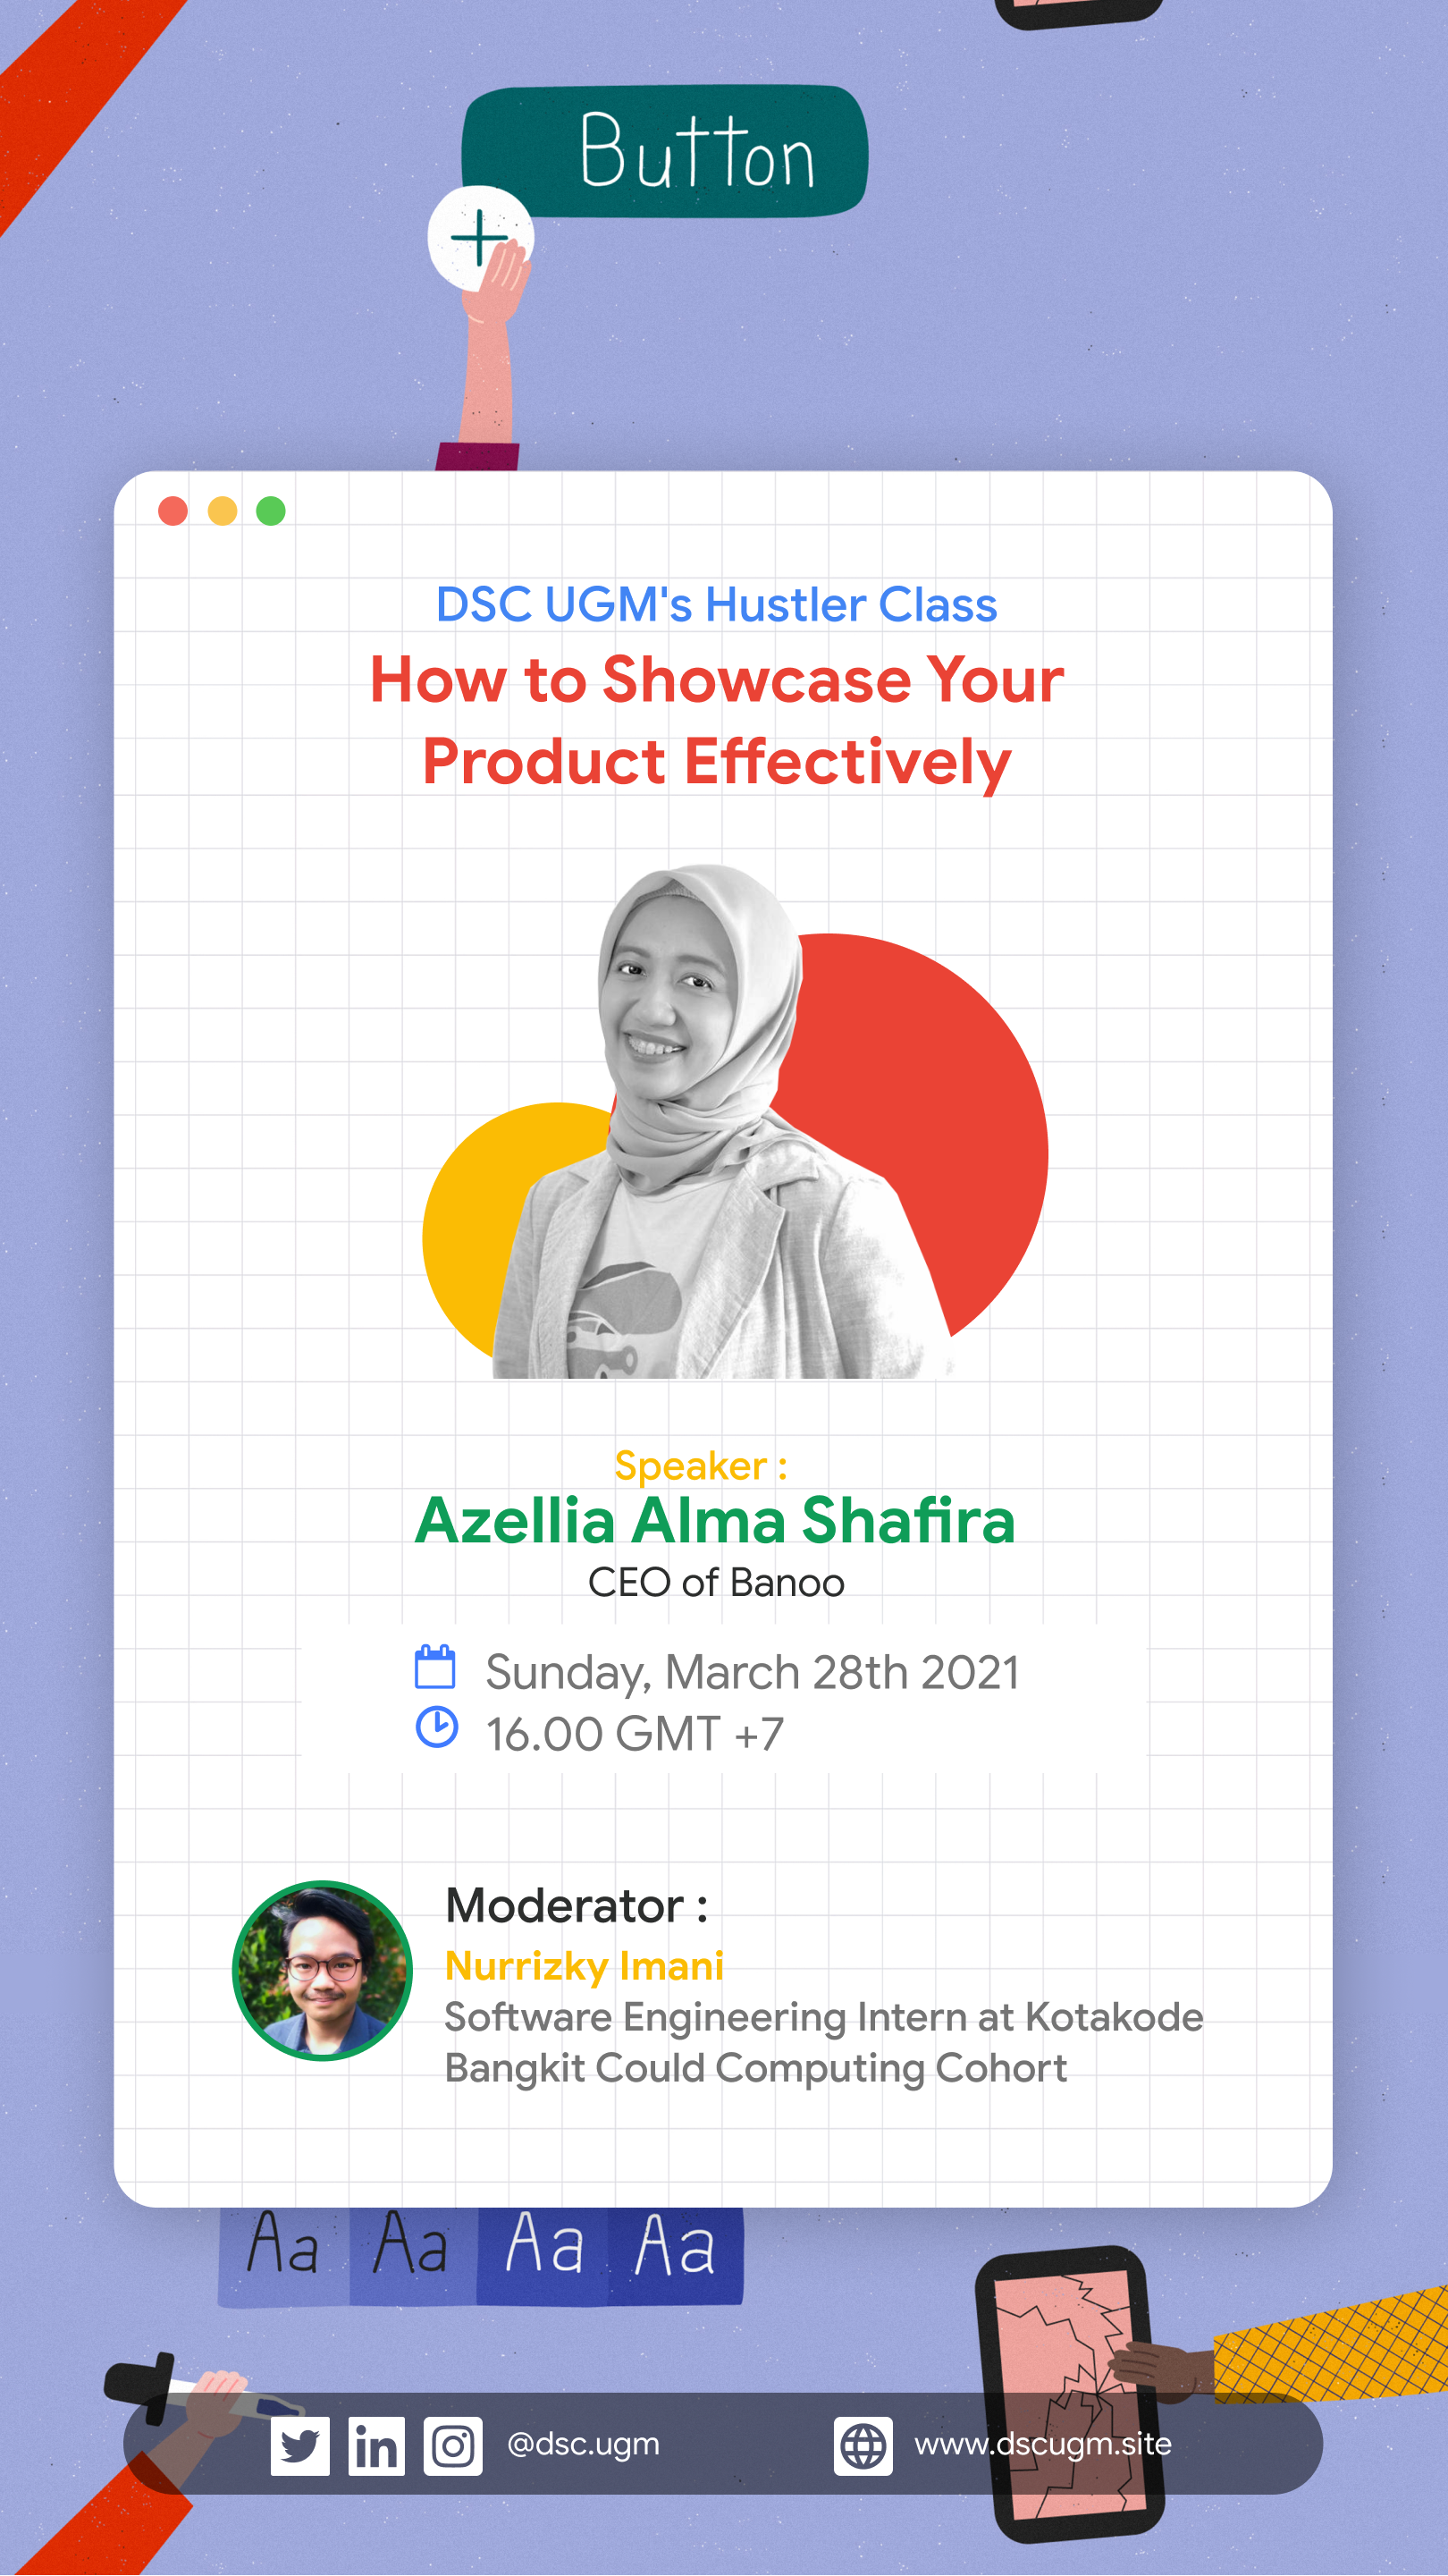 Button
DSC UGM's Hustler Class
How to Showcase Your
Product Effectively
Speaker :
Azellia Alma Shafira
CEO of Banoo
Sunday, March 28th 2021
16.00 GMT +7
Moderator :
Nurrizky Imani
Software Engineering Intern at Kotakode
Bangkit Could Computing Cohort
Aa Aa Aa Aa
@dsc.ugm www.dscugm.site